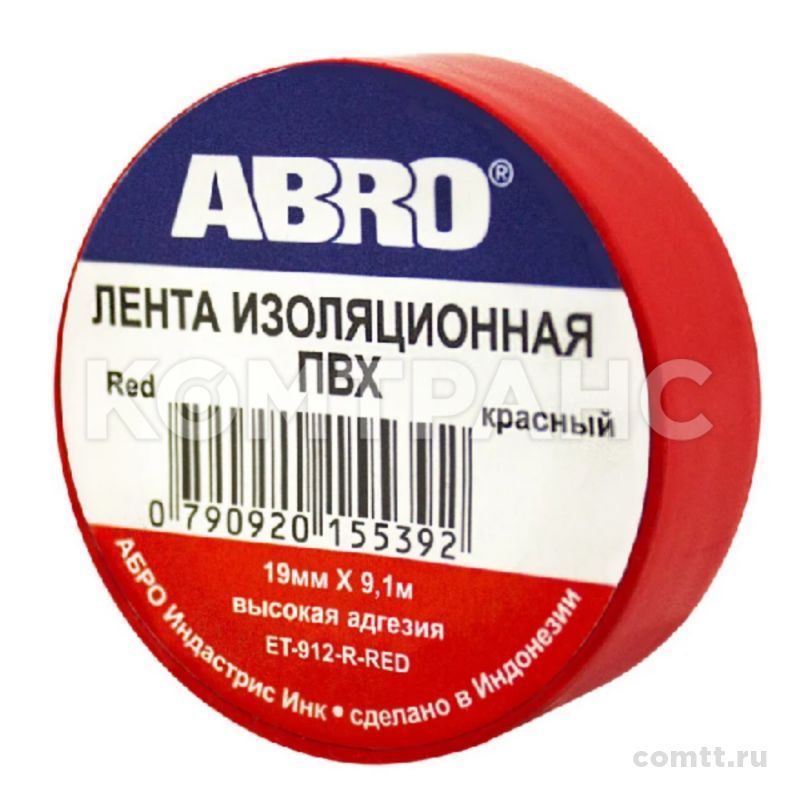 ABRO®
ЛЕНТА ИЗОЛЯЦИОННАЯ
ПВХ
КОМТРАНС
Red
красный
0 790920 155392
19мм X 9,1м
высокая адгезия
ET-912-R-RED
АБРО Индастрис Инк • сделано в Индонезии
comtt.ru